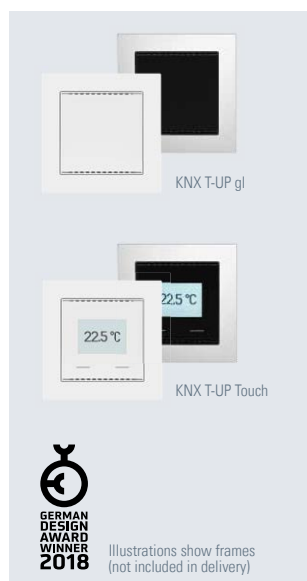 KNX T-UP gl
22.5 °C
22.5 °C
KNX T-UP Touch
GERMAN
DESIGN
AWARD
WINNER
2018
Illustrations show frames
(not included in delivery)